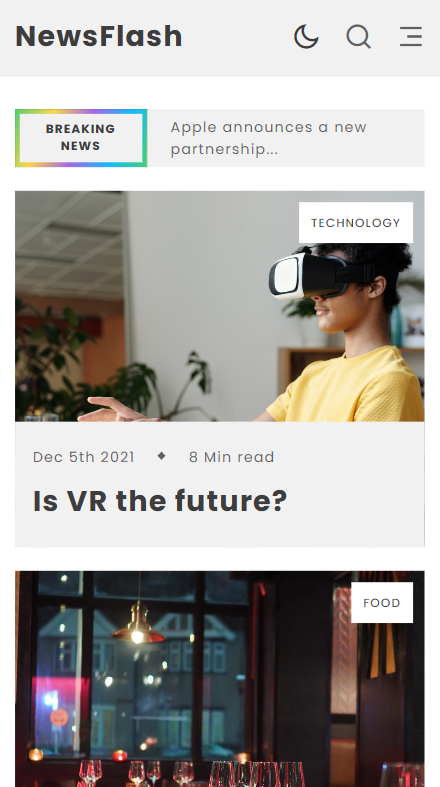 NewsFlash
BREAKING
NEWS
Apple announces a new
partnership...
TECHNOLOGY
Dec 5th 2021 ◆ 8 Min read
Is VR the future?
FOOD